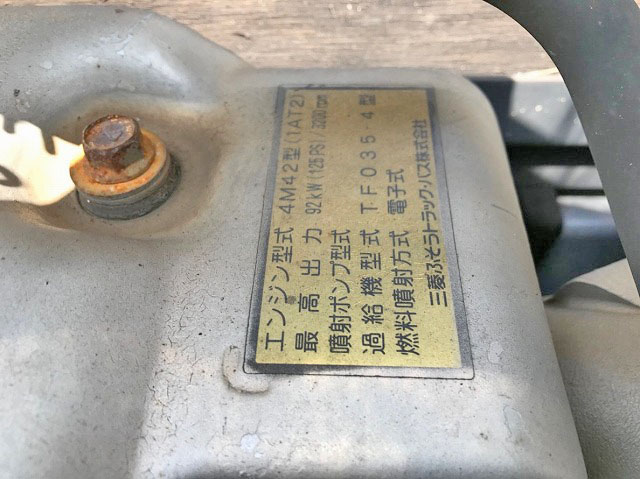 エンジン型式 4M42型(1AT2)
最高出力 92kW(125PS)/3200rpm
噴射ポンプ型式
過給機型式 TF035-4型
燃料噴射方式 電子式
三菱ふそうトラック・バス株式会社